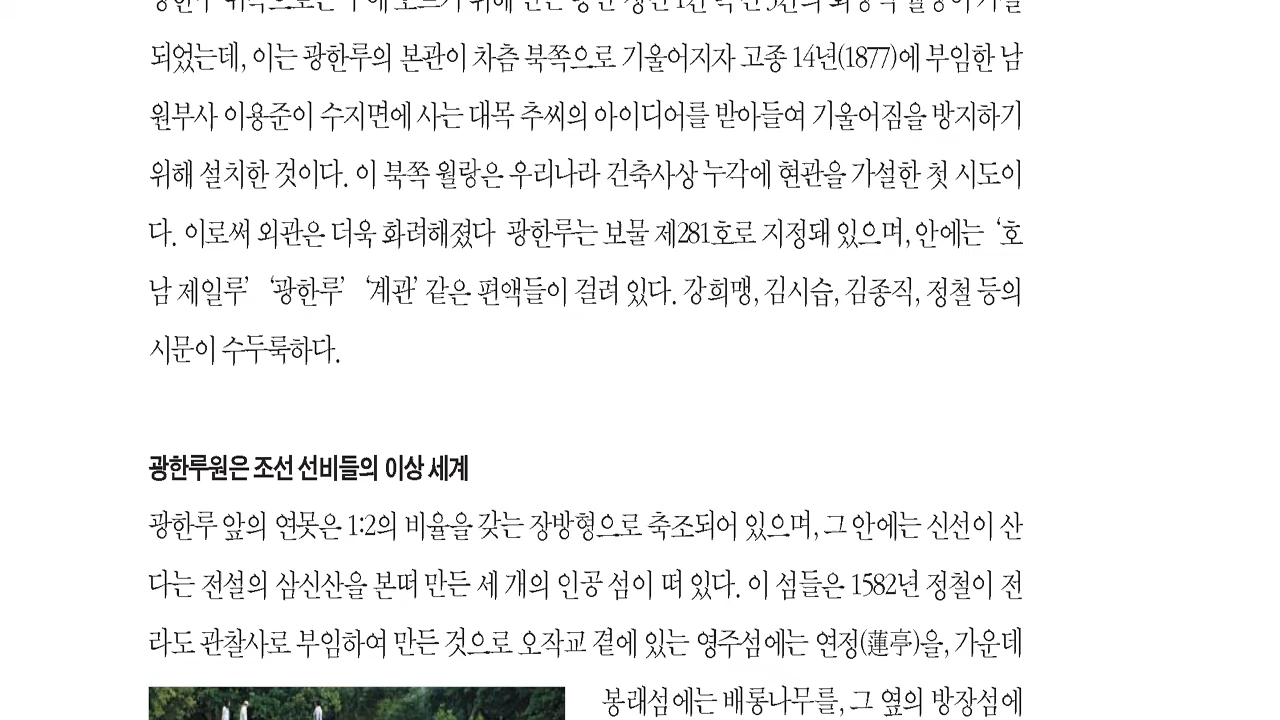 되었는데, 이는 광한루의 본관이 차츰 북쪽으로 기울어지자 고종 14년(1877)에 부임한 남
원부사 이용준이 수지면에 사는 대목 추씨의 아이디어를 받아들여 기울어짐을 방지하기
위해 설치한 것이다. 이 북쪽 월랑은 우리나라 건축사상 누각에 현관을 가설한 첫 시도이
다. 이로써 외관은 더욱 화려해졌다 광한루는 보물 제281호로 지정돼 있으며, 안에는 ‘호
남 제일루’ ‘광한루’ ‘계관’ 같은 편액들이 걸려 있다. 강희맹, 김시습, 김종직, 정철 등의
시문이 수두룩하다.
광한루원은 조선 선비들의 이상 세계
광한루 앞의 연못은 1:2의 비율을 갖는 장방형으로 축조되어 있으며, 그 안에는 신선이 산
다는 전설의 삼신산을 본떠 만든 세 개의 인공 섬이 떠 있다. 이 섬들은 1582년 정철이 전
라도 관찰사로 부임하여 만든 것으로 오작교 곁에 있는 영주섬에는 연정(蓮亭)을, 가운데
봉래섬에는 배롱나무를, 그 옆의 방장섬에